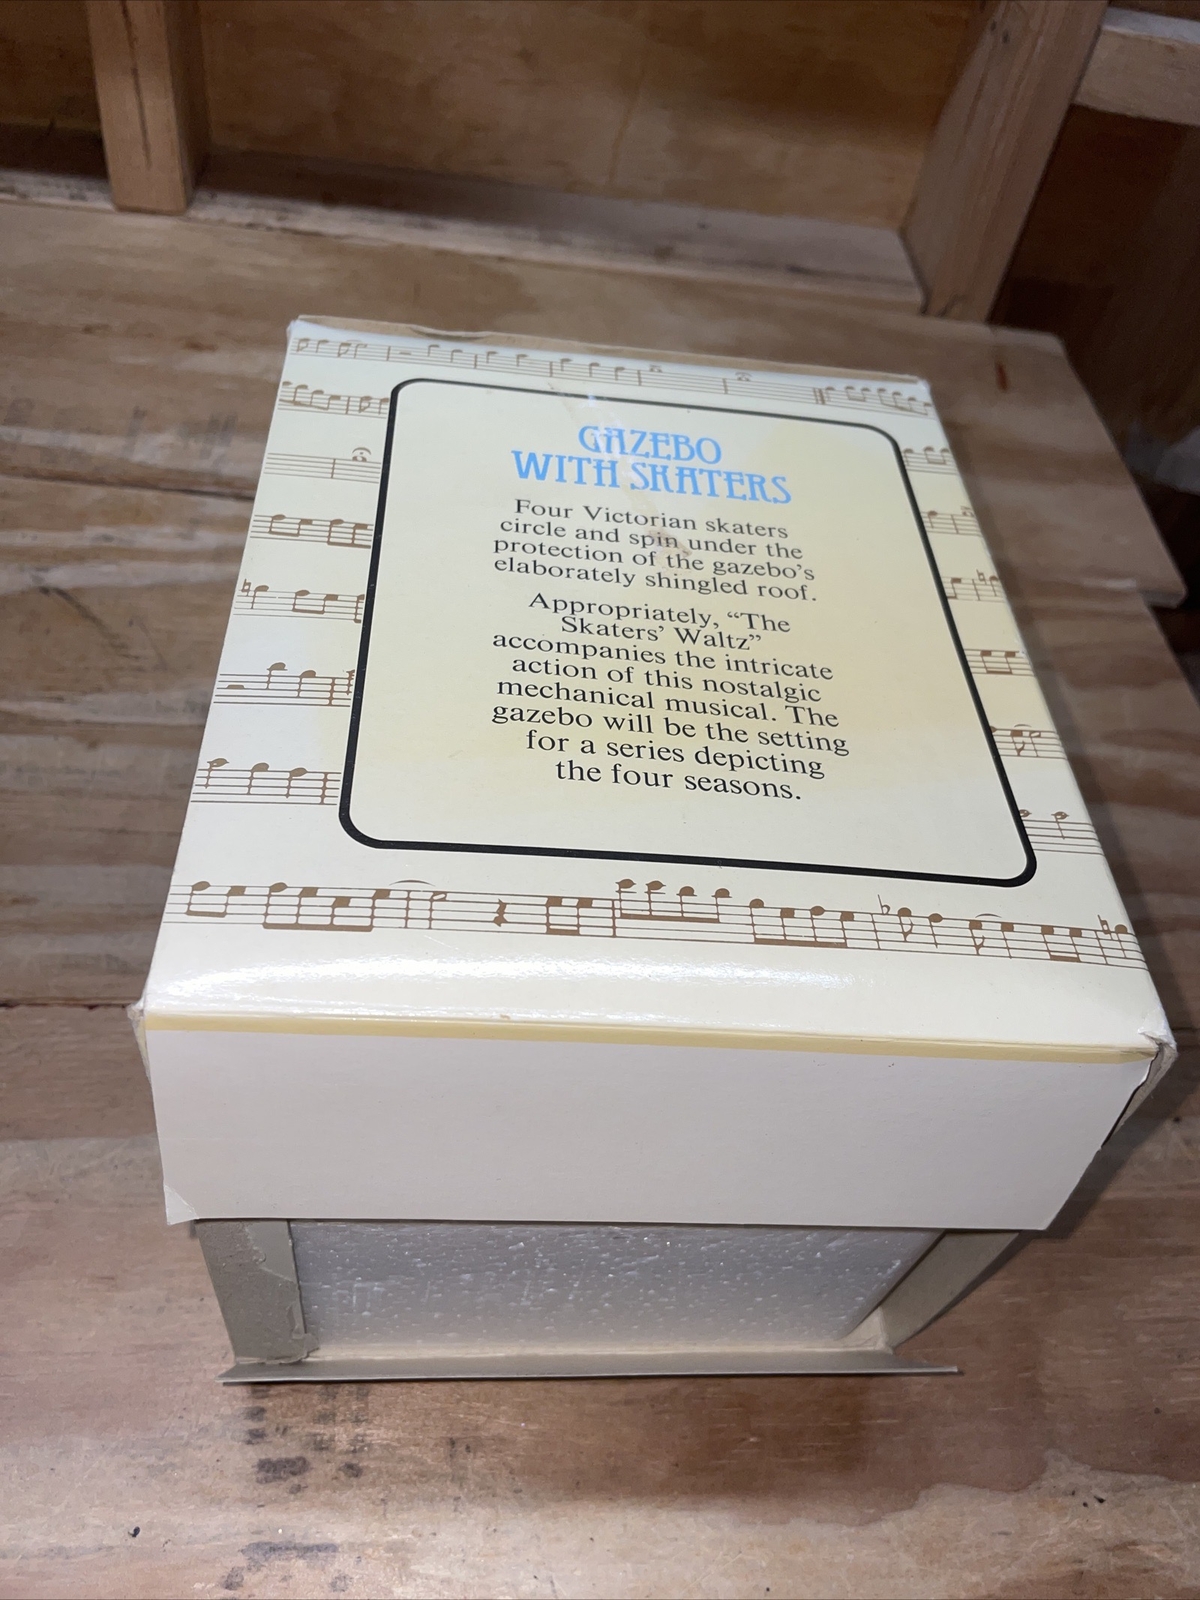 GAZEBO
WITH SKATERS
Four Victorian skaters
circle and spin under the
protection of the gazebo's
elaborately shingled roof.
Appropriately, “The
Skaters’ Waltz”
accompanies the intricate
action of this nostalgic
mechanical musical. The
gazebo will be the setting
for a series depicting
the four seasons.